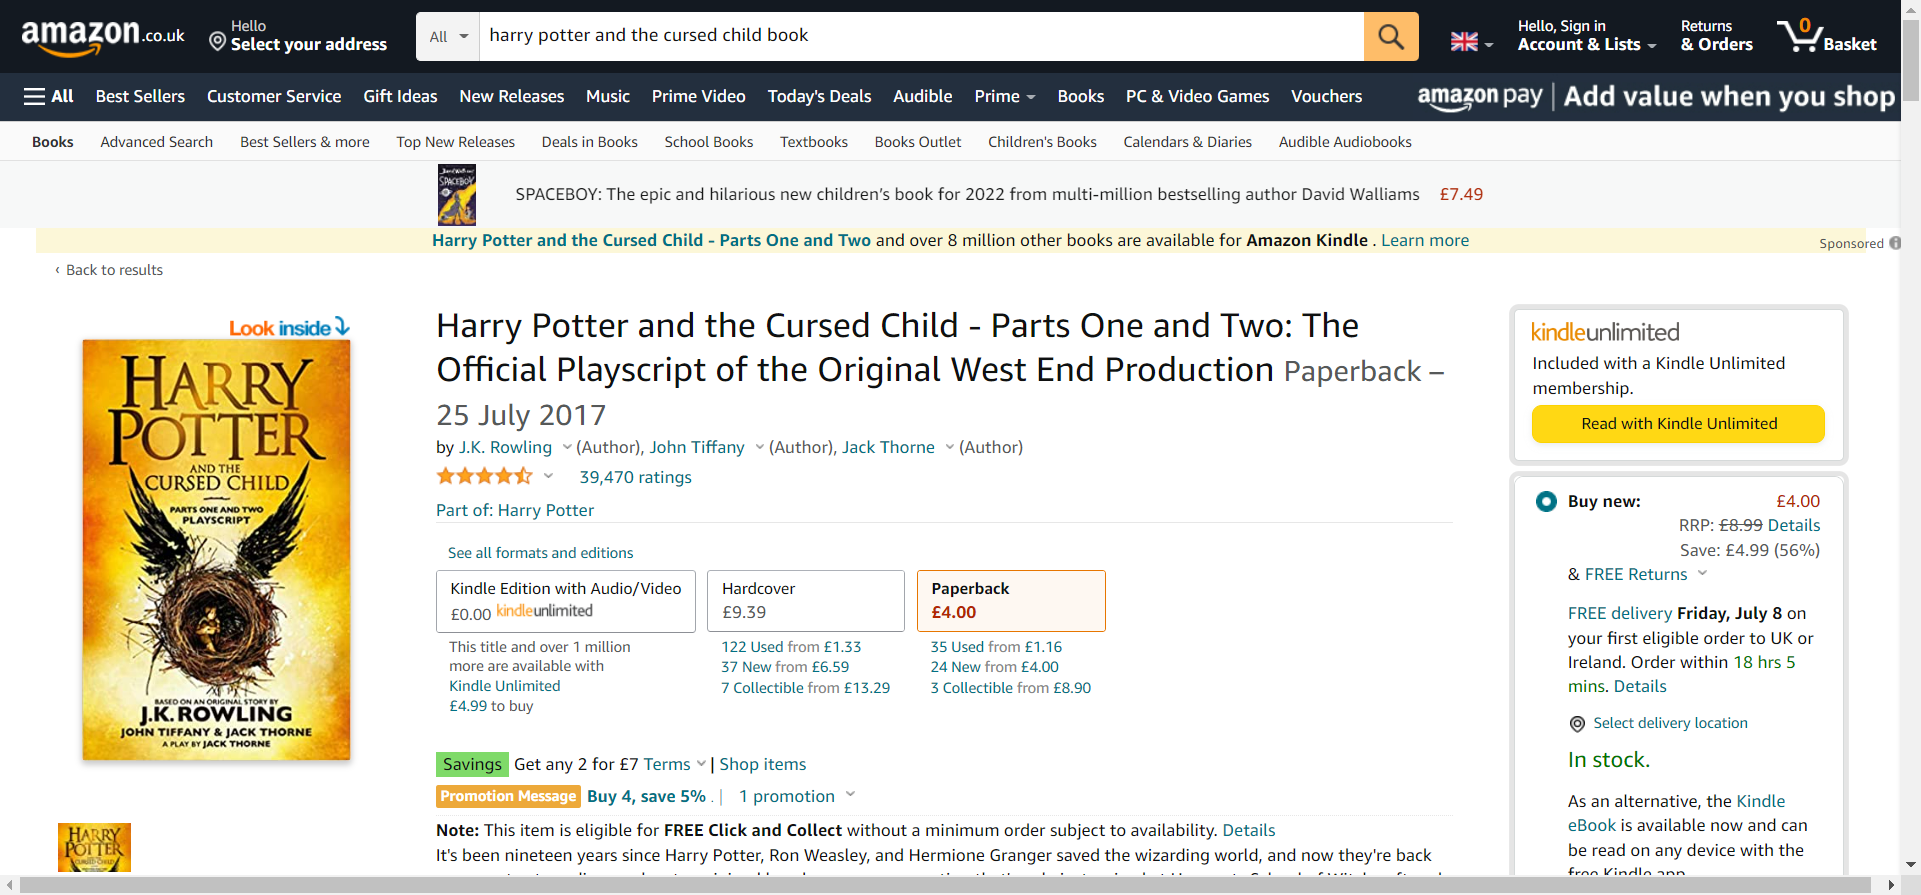 amazon.co.uk
Hello
Select your address
All
harry potter and the cursed child book
Hello, Sign in
Account & Lists
Returns
& Orders
0
Basket
All
Best Sellers
Customer Service
Gift Ideas
New Releases
Music
Prime Video
Today's Deals
Audible
Prime
Books
PC & Video Games
Vouchers
amazon pay | Add value when you shop
Books
Advanced Search
Best Sellers & more
Top New Releases
Deals in Books
School Books
Textbooks
Books Outlet
Children's Books
Calendars & Diaries
Audible Audiobooks
SPACEBOY
SPACEBOY: The epic and hilarious new children's book for 2022 from multi-million bestselling author David Walliams £7.49
Harry Potter and the Cursed Child - Parts One and Two and over 8 million other books are available for Amazon Kindle . Learn more
Sponsored
‹ Back to results
Look inside
HARRY
POTTER
AND THE
CURSED CHILD
PARTS ONE AND TWO
PLAYSCRIPT
BASED ON AN ORIGINAL STORY BY
J.K. ROWLING
JOHN TIFFANY & JACK THORNE
A PLAY BY JACK THORNE
HARRY
POTTER
Harry Potter and the Cursed Child - Parts One and Two: The
Official Playscript of the Original West End Production Paperback –
25 July 2017
by J.K. Rowling (Author), John Tiffany (Author), Jack Thorne (Author)
39,470 ratings
Part of: Harry Potter
See all formats and editions
Kindle Edition with Audio/Video
£0.00 kindleunlimited
This title and over 1 million
more are available with
Kindle Unlimited
£4.99 to buy
Hardcover
£9.39
122 Used from £1.33
37 New from £6.59
7 Collectible from £13.29
Paperback
£4.00
35 Used from £1.16
24 New from £4.00
3 Collectible from £8.90
Savings Get any 2 for £7 Terms | Shop items
Promotion Message Buy 4, save 5% . | 1 promotion
Note: This item is eligible for FREE Click and Collect without a minimum order subject to availability. Details
It's been nineteen years since Harry Potter, Ron Weasley, and Hermione Granger saved the wizarding world, and now they're back
kindleunlimited
Included with a Kindle Unlimited
membership.
Read with Kindle Unlimited
Buy new: £4.00
RRP: £8.99 Details
Save: £4.99 (56%)
& FREE Returns
FREE delivery Friday, July 8 on
your first eligible order to UK or
Ireland. Order within 18 hrs 5
mins. Details
Select delivery location
In stock.
As an alternative, the Kindle
eBook is available now and can
be read on any device with the
free Kindle app